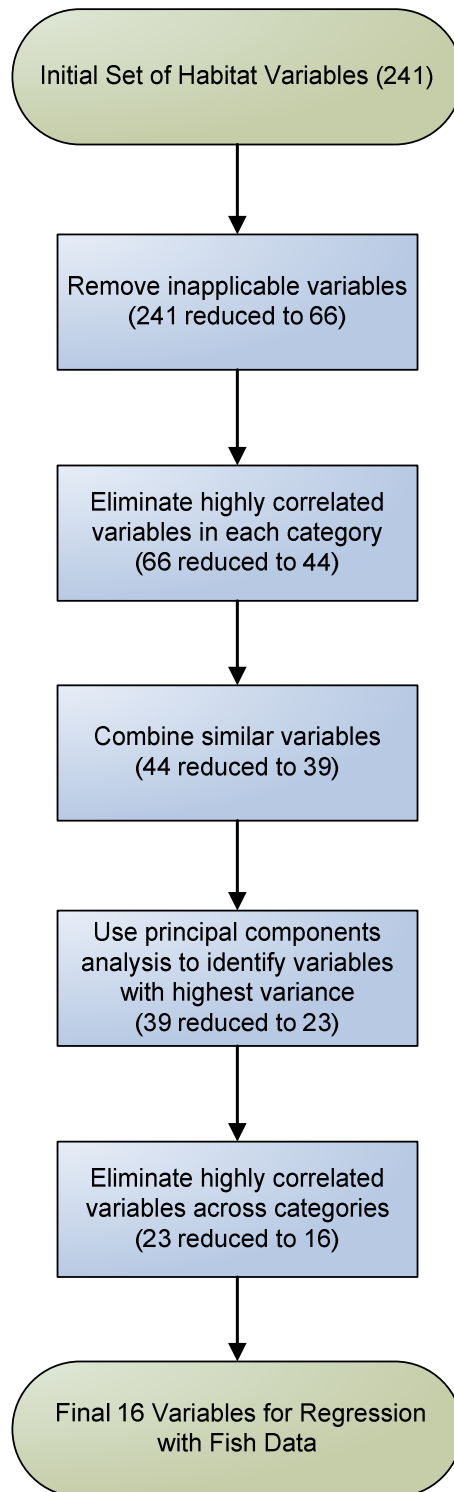 Initial Set of Habitat Variables (241)
Remove inapplicable variables
(241 reduced to 66)
Eliminate highly correlated
variables in each category
(66 reduced to 44)
Combine similar variables
(44 reduced to 39)
Use principal components
analysis to identify variables
with highest variance
(39 reduced to 23)
Eliminate highly correlated
variables across categories
(23 reduced to 16)
Final 16 Variables for Regression
with Fish Data